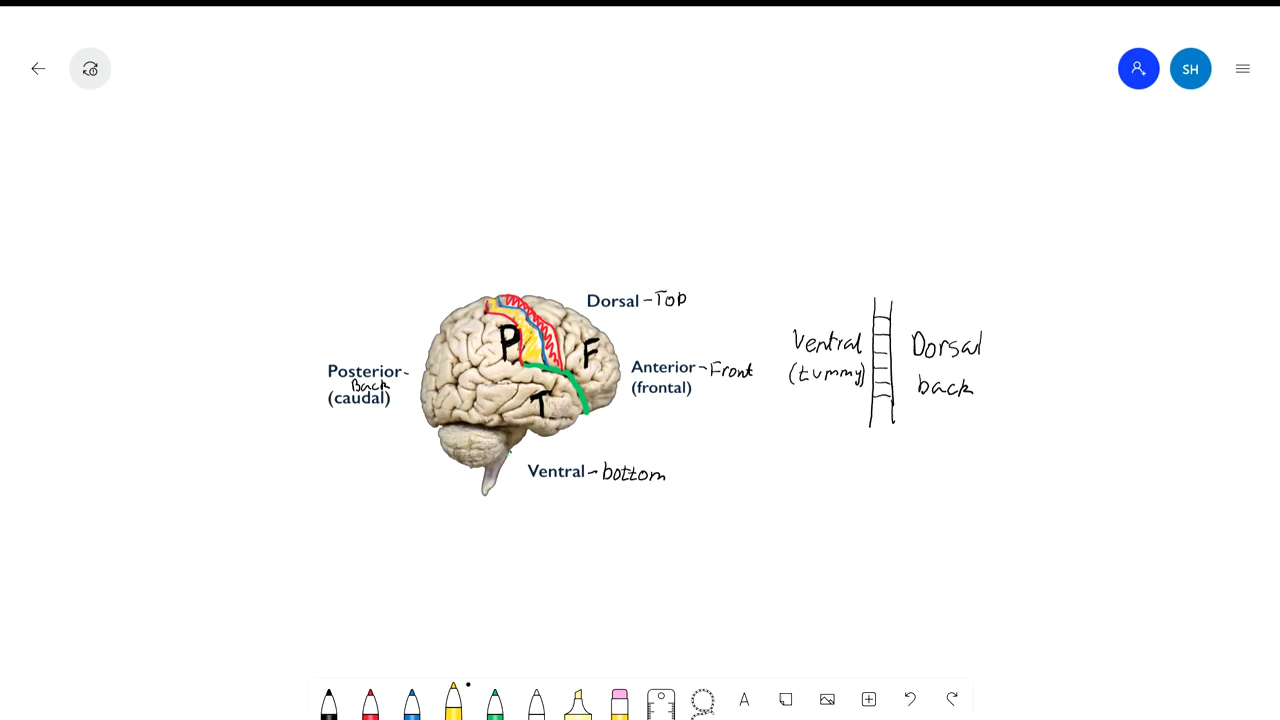 SH
Dorsal - Top
P
F
Posterior -
Back
(caudal)
Anterior - Front
(frontal)
T
Ventral - bottom
Ventral
(tummy)
Dorsal
back
A